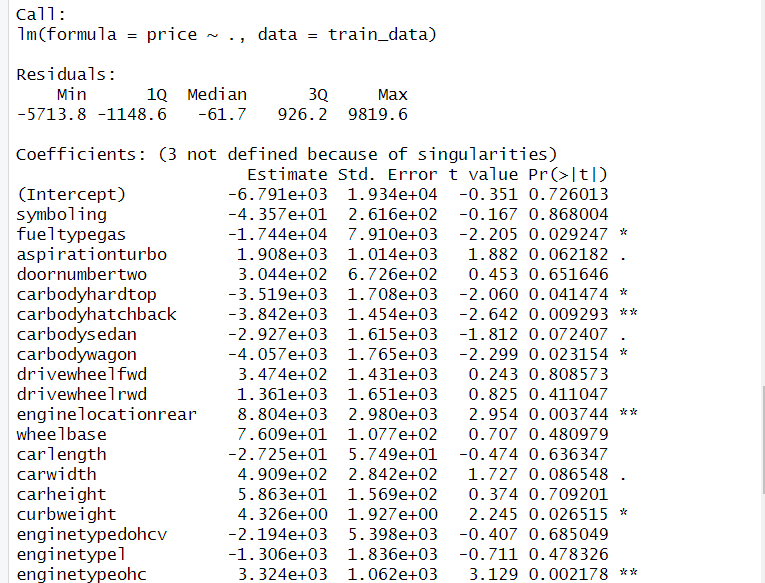 Call:
lm(formula = price ~ ., data = train_data)
Residuals:
    Min      1Q  Median      3Q     Max
-5713.8 -1148.6   -61.7   926.2  9819.6
Coefficients: (3 not defined because of singularities)
                   Estimate Std. Error t value Pr(>|t|)
(Intercept)      -6.791e+03  1.934e+04  -0.351 0.726013
symboling        -4.357e+01  2.616e+02  -0.167 0.868004
fueltypegas      -1.744e+04  7.910e+03  -2.205 0.029247 *
aspirationturbo   1.908e+03  1.014e+03   1.882 0.062182 .
doornumbertwo     3.044e+02  6.726e+02   0.453 0.651646
carbodyhardtop   -3.519e+03  1.708e+03  -2.060 0.041474 *
carbodyhatchback -3.842e+03  1.454e+03  -2.642 0.009293 **
carbodysedan     -2.927e+03  1.615e+03  -1.812 0.072407 .
carbodywagon     -4.057e+03  1.765e+03  -2.299 0.023154 *
drivewheelfwd     3.474e+02  1.431e+03   0.243 0.808573
drivewheelrwd     1.361e+03  1.651e+03   0.825 0.411047
enginelocationrear  8.804e+03  2.980e+03   2.954 0.003744 **
wheelbase         7.609e+01  1.077e+02   0.707 0.480979
carlength        -2.725e+01  5.749e+01  -0.474 0.636347
carwidth          4.909e+02  2.842e+02   1.727 0.086548 .
carheight         5.863e+01  1.569e+02   0.374 0.709201
curbweight        4.326e+00  1.927e+00   2.245 0.026515 *
enginetypedohcv  -2.194e+03  5.398e+03  -0.407 0.685049
enginetypel      -1.306e+03  1.836e+03  -0.711 0.478326
enginetypeohc     3.324e+03  1.062e+03   3.129 0.002178 **